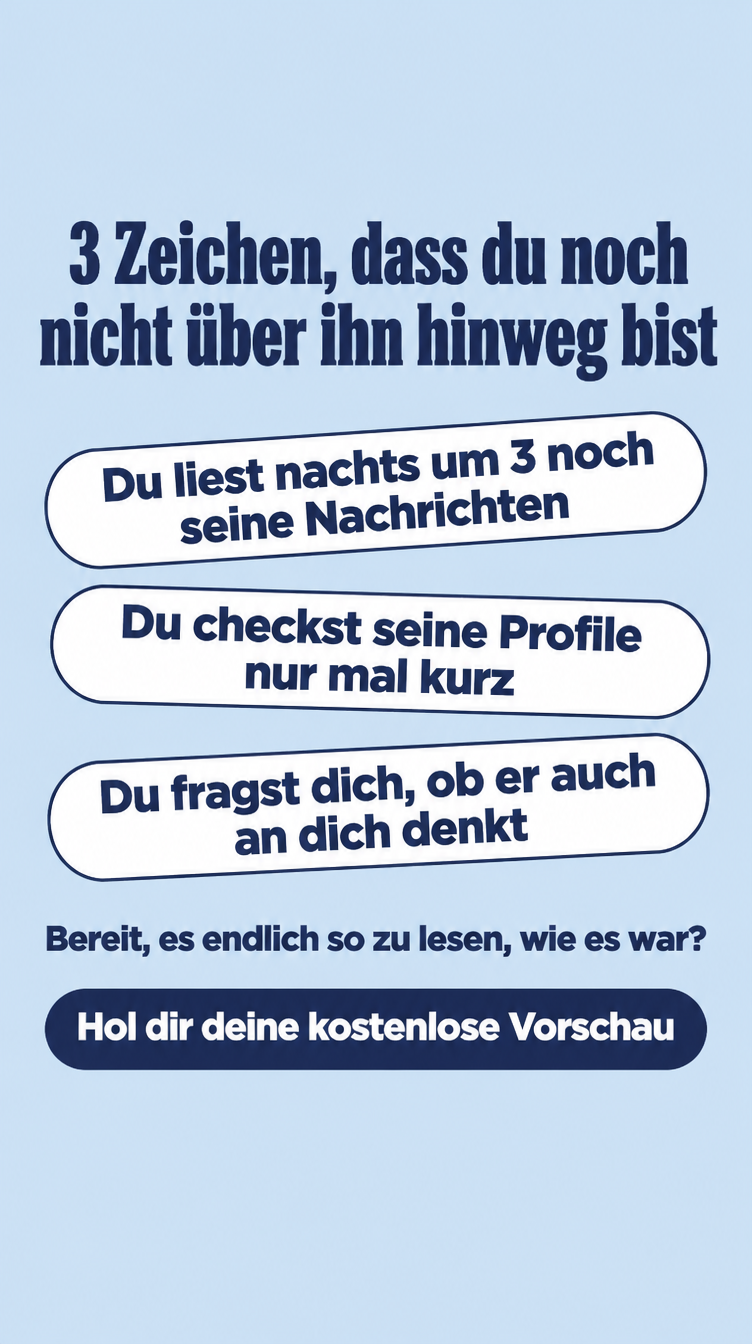 3 Zeichen, dass du noch
nicht über ihn hinweg bist
Du liest nachts um 3 noch
seine Nachrichten
Du checkst seine Profile
nur mal kurz
Du fragst dich, ob er auch
an dich denkt
Bereit, es endlich so zu lesen, wie es war?
Hol dir deine kostenlose Vorschau